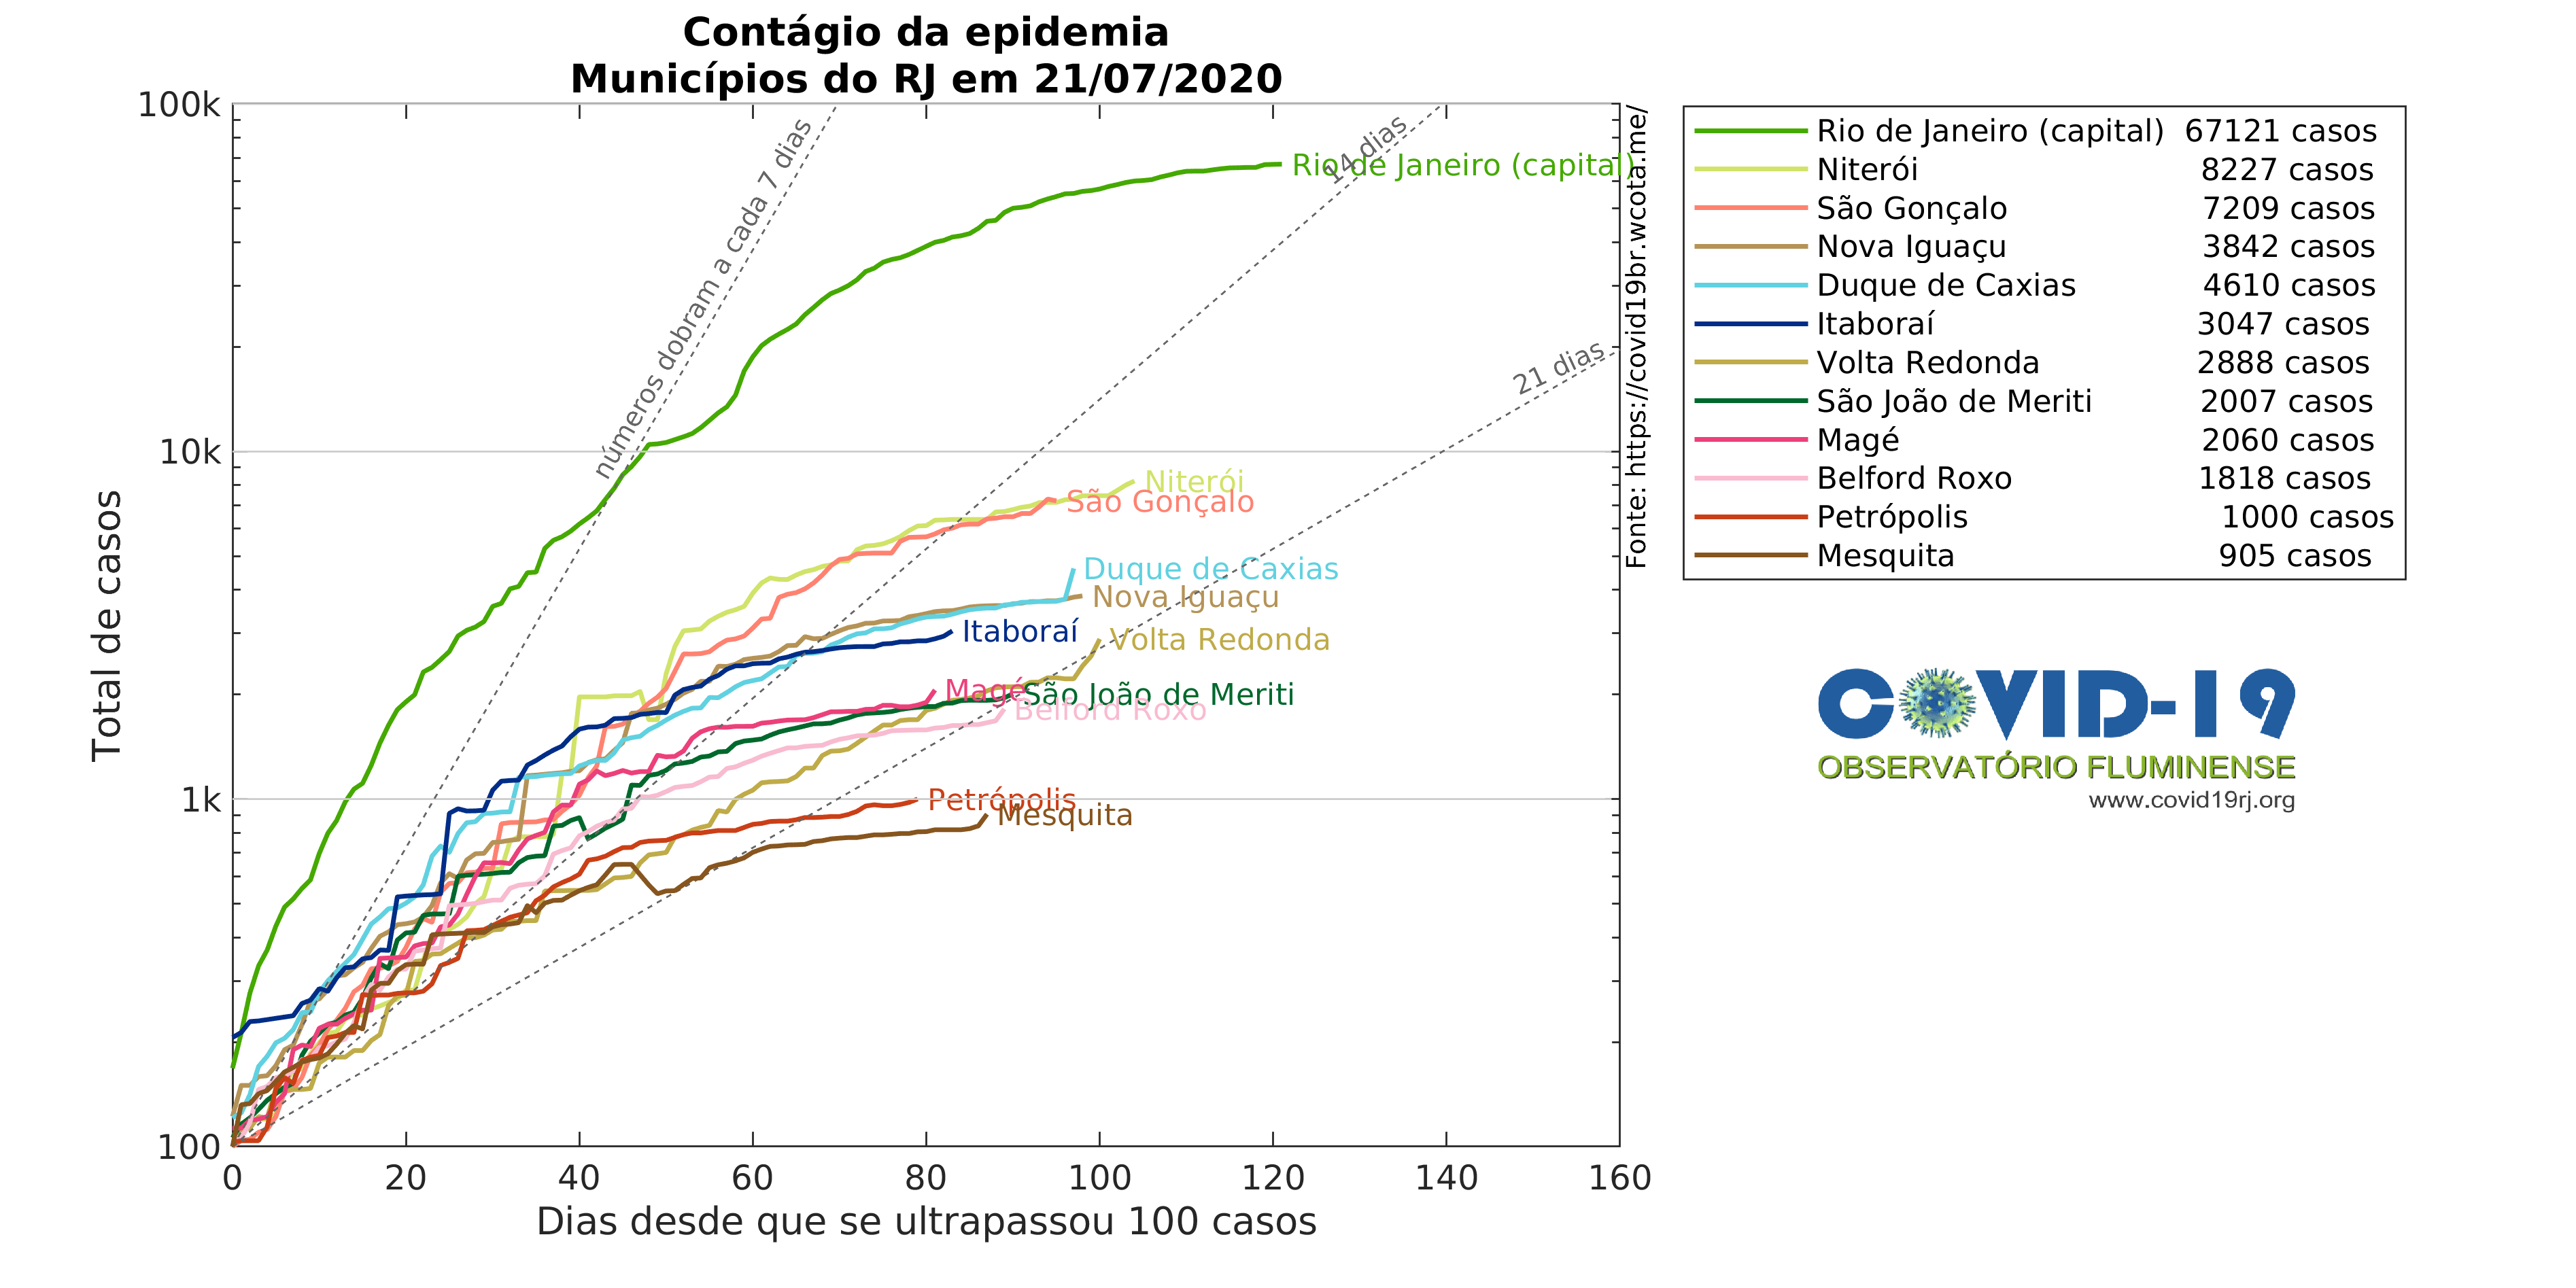 Contágio da epidemia
Municípios do RJ em 21/07/2020
Total de casos
100k
10k
1k
100
0 20 40 60 80 100 120 140 160
Dias desde que se ultrapassou 100 casos
números dobram a cada 7 dias
14 dias
21 dias
Rio de Janeiro (capital)
Niterói
São Gonçalo
Duque de Caxias
Nova Iguaçu
Itaboraí
Volta Redonda
Magé
São João de Meriti
Belford Roxo
Petrópolis
Mesquita
Fonte: https://covid19br.wcota.me/
Rio de Janeiro (capital) 67121 casos
Niterói 8227 casos
São Gonçalo 7209 casos
Nova Iguaçu 3842 casos
Duque de Caxias 4610 casos
Itaboraí 3047 casos
Volta Redonda 2888 casos
São João de Meriti 2007 casos
Magé 2060 casos
Belford Roxo 1818 casos
Petrópolis 1000 casos
Mesquita 905 casos
COVID-19
OBSERVATÓRIO FLUMINENSE
www.covid19rj.org